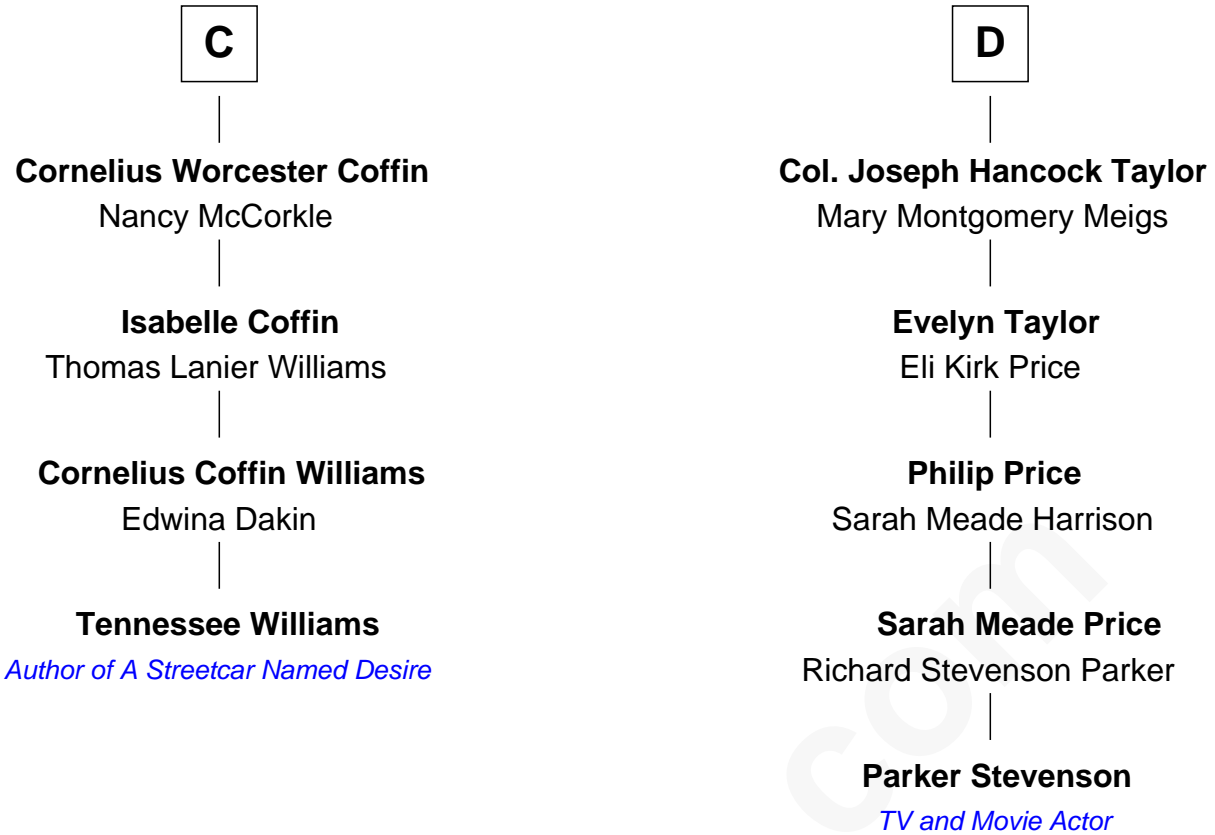 C
Cornelius Worcester Coffin
Nancy McCorkle
Isabelle Coffin
Thomas Lanier Williams
Cornelius Coffin Williams
Edwina Dakin
Tennessee Williams
Author of A Streetcar Named Desire
D
Col. Joseph Hancock Taylor
Mary Montgomery Meigs
Evelyn Taylor
Eli Kirk Price
Philip Price
Sarah Meade Harrison
Sarah Meade Price
Richard Stevenson Parker
Parker Stevenson
TV and Movie Actor
com